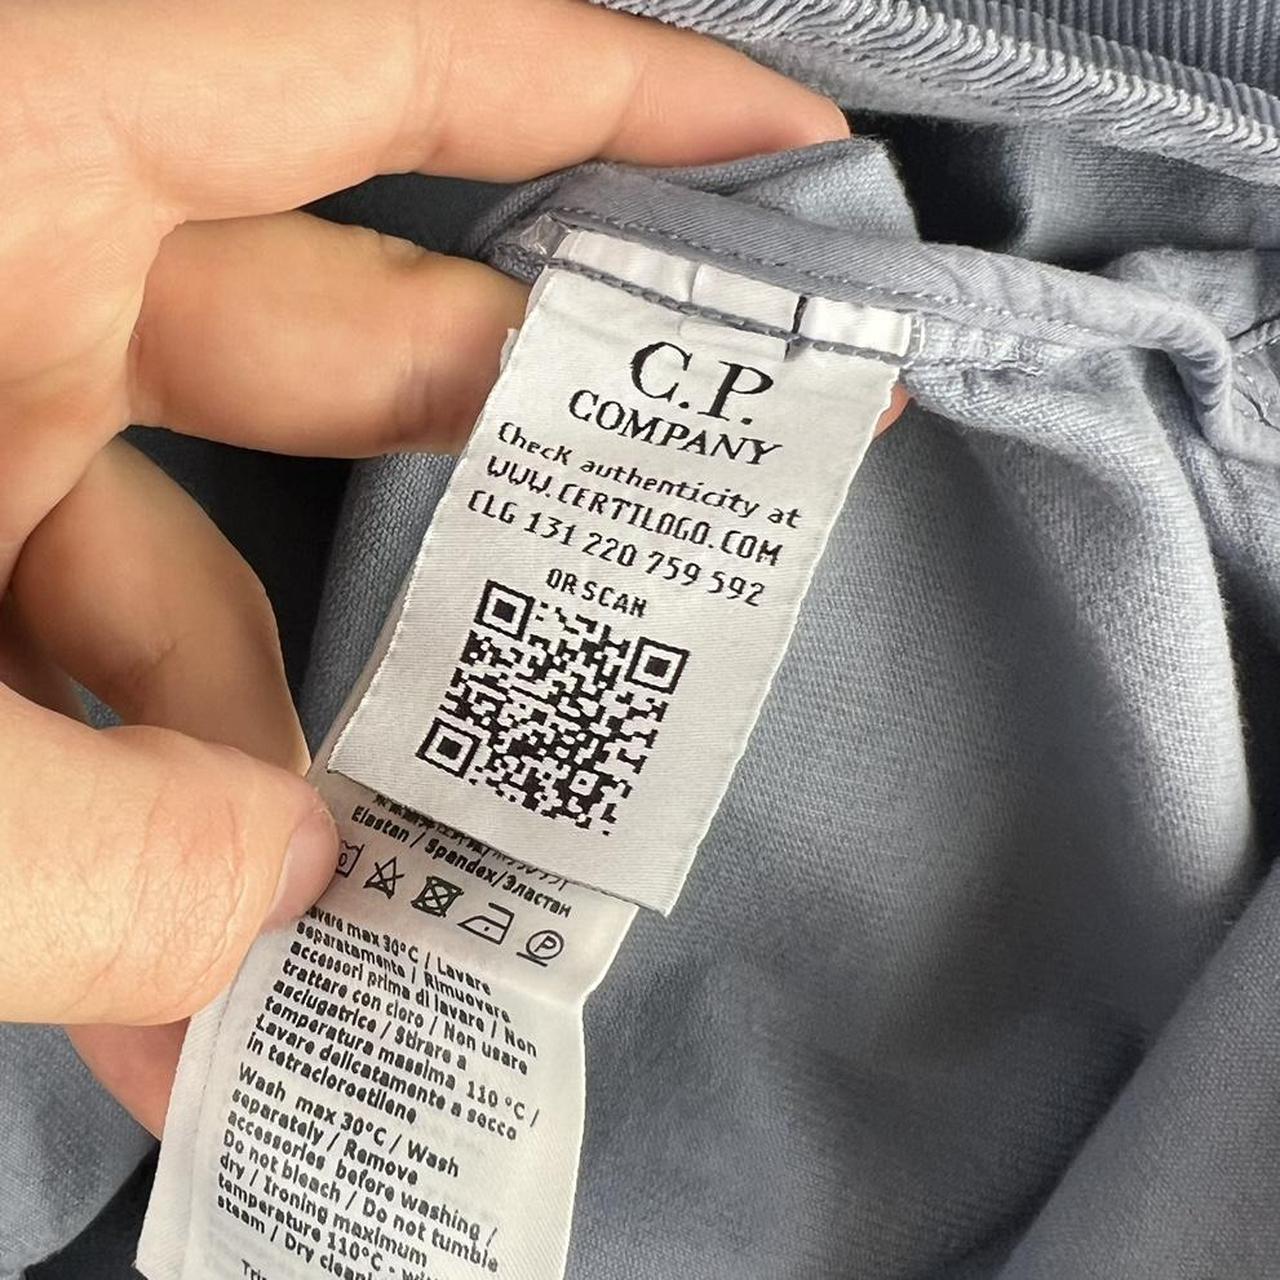 C.P.
COMPANY
Check authenticity at
WWW.CERTILOGO.COM
CLG 131 220 759 592
OR SCAN
Elastan / Spandex/Эластан
P
Lavare max 30°C / Lavare
separatamente / Rimuovere
accessori prima di lavare / Non
trattare con cloro / Non usare
asciugatrice / Stirare a
temperatura massima 110 °C /
Lavare delicatamente a secco
in tetracloroetilene
Wash max 30°C / Wash
separately / Remove
accessories before washing /
Do not bleach / Do not tumble
dry / Ironing maximum
temperature 110°C -
steam / Dry